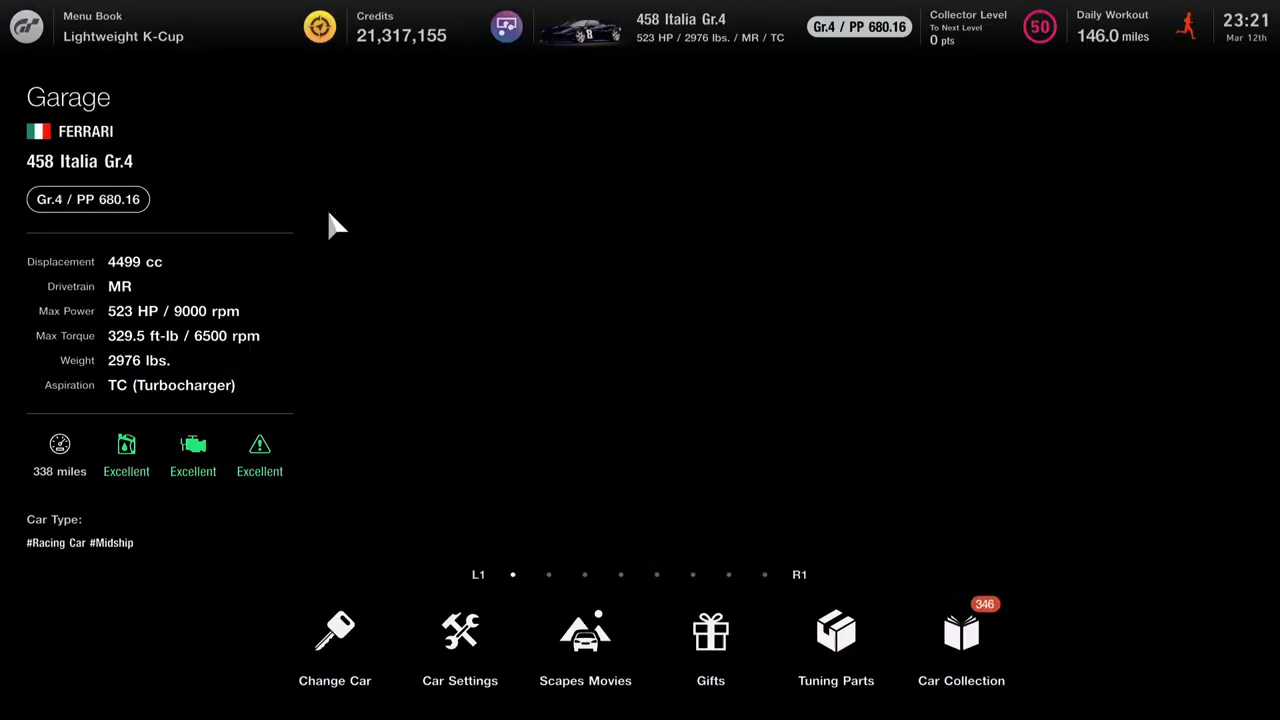 Menu Book
Lightweight K-Cup
Credits
21,317,155
458 Italia Gr.4
523 HP / 2976 lbs. / MR / TC
Gr.4 / PP 680.16
Collector Level
To Next Level
0 pts
50
Daily Workout
146.0 miles
23:21
Mar 12th
Garage
FERRARI
458 Italia Gr.4
Gr.4 / PP 680.16
Displacement 4499 cc
Drivetrain MR
Max Power 523 HP / 9000 rpm
Max Torque 329.5 ft-lb / 6500 rpm
Weight 2976 lbs.
Aspiration TC (Turbocharger)
338 miles Excellent Excellent Excellent
Car Type:
#Racing Car #Midship
L1 R1
346
Change Car Car Settings Scapes Movies Gifts Tuning Parts Car Collection